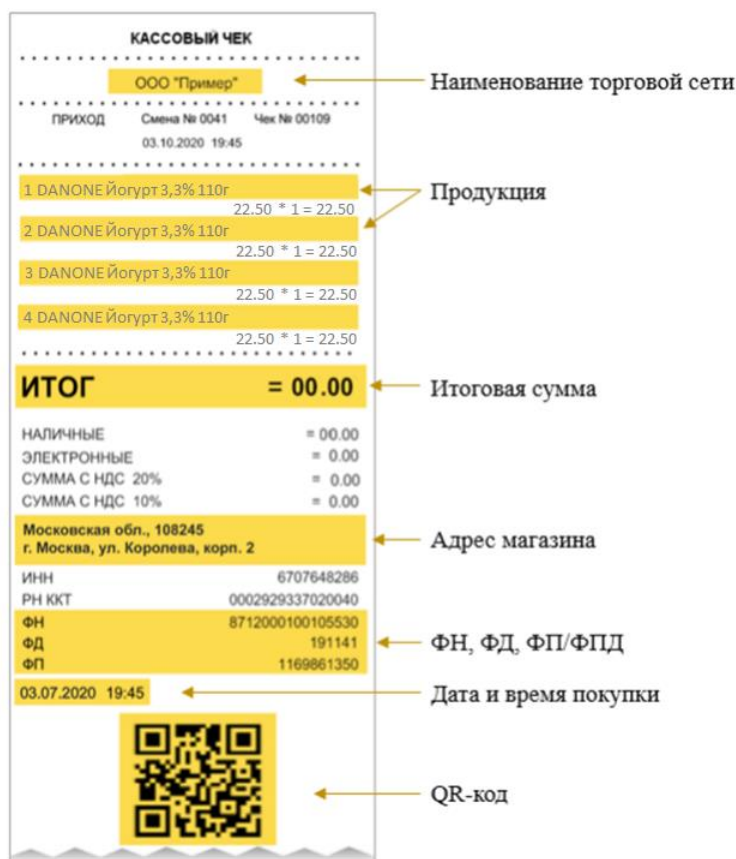 КАССОВЫЙ ЧЕК
ООО "Пример"
Наименование торговой сети
ПРИХОД Смена № 0041 Чек № 00109
03.10.2020 19:45
1 DANONE Йогурт 3,3% 110г
Продукция
22.50 * 1 = 22.50
2 DANONE Йогурт 3,3% 110г
22.50 * 1 = 22.50
3 DANONE Йогурт 3,3% 110г
22.50 * 1 = 22.50
4 DANONE Йогурт 3,3% 110г
22.50 * 1 = 22.50
ИТОГ = 00.00
Итоговая сумма
НАЛИЧНЫЕ = 00.00
ЭЛЕКТРОННЫЕ = 0.00
СУММА С НДС 20% = 0.00
СУММА С НДС 10% = 0.00
Московская обл., 108245
г. Москва, ул. Королева, корп. 2
Адрес магазина
ИНН 6707648286
РН ККТ 0002929337020040
ФН 8712000100105530
ФД 191141
ФП 1169861350
ФН, ФД, ФП/ФПД
03.07.2020 19:45
Дата и время покупки
QR-код